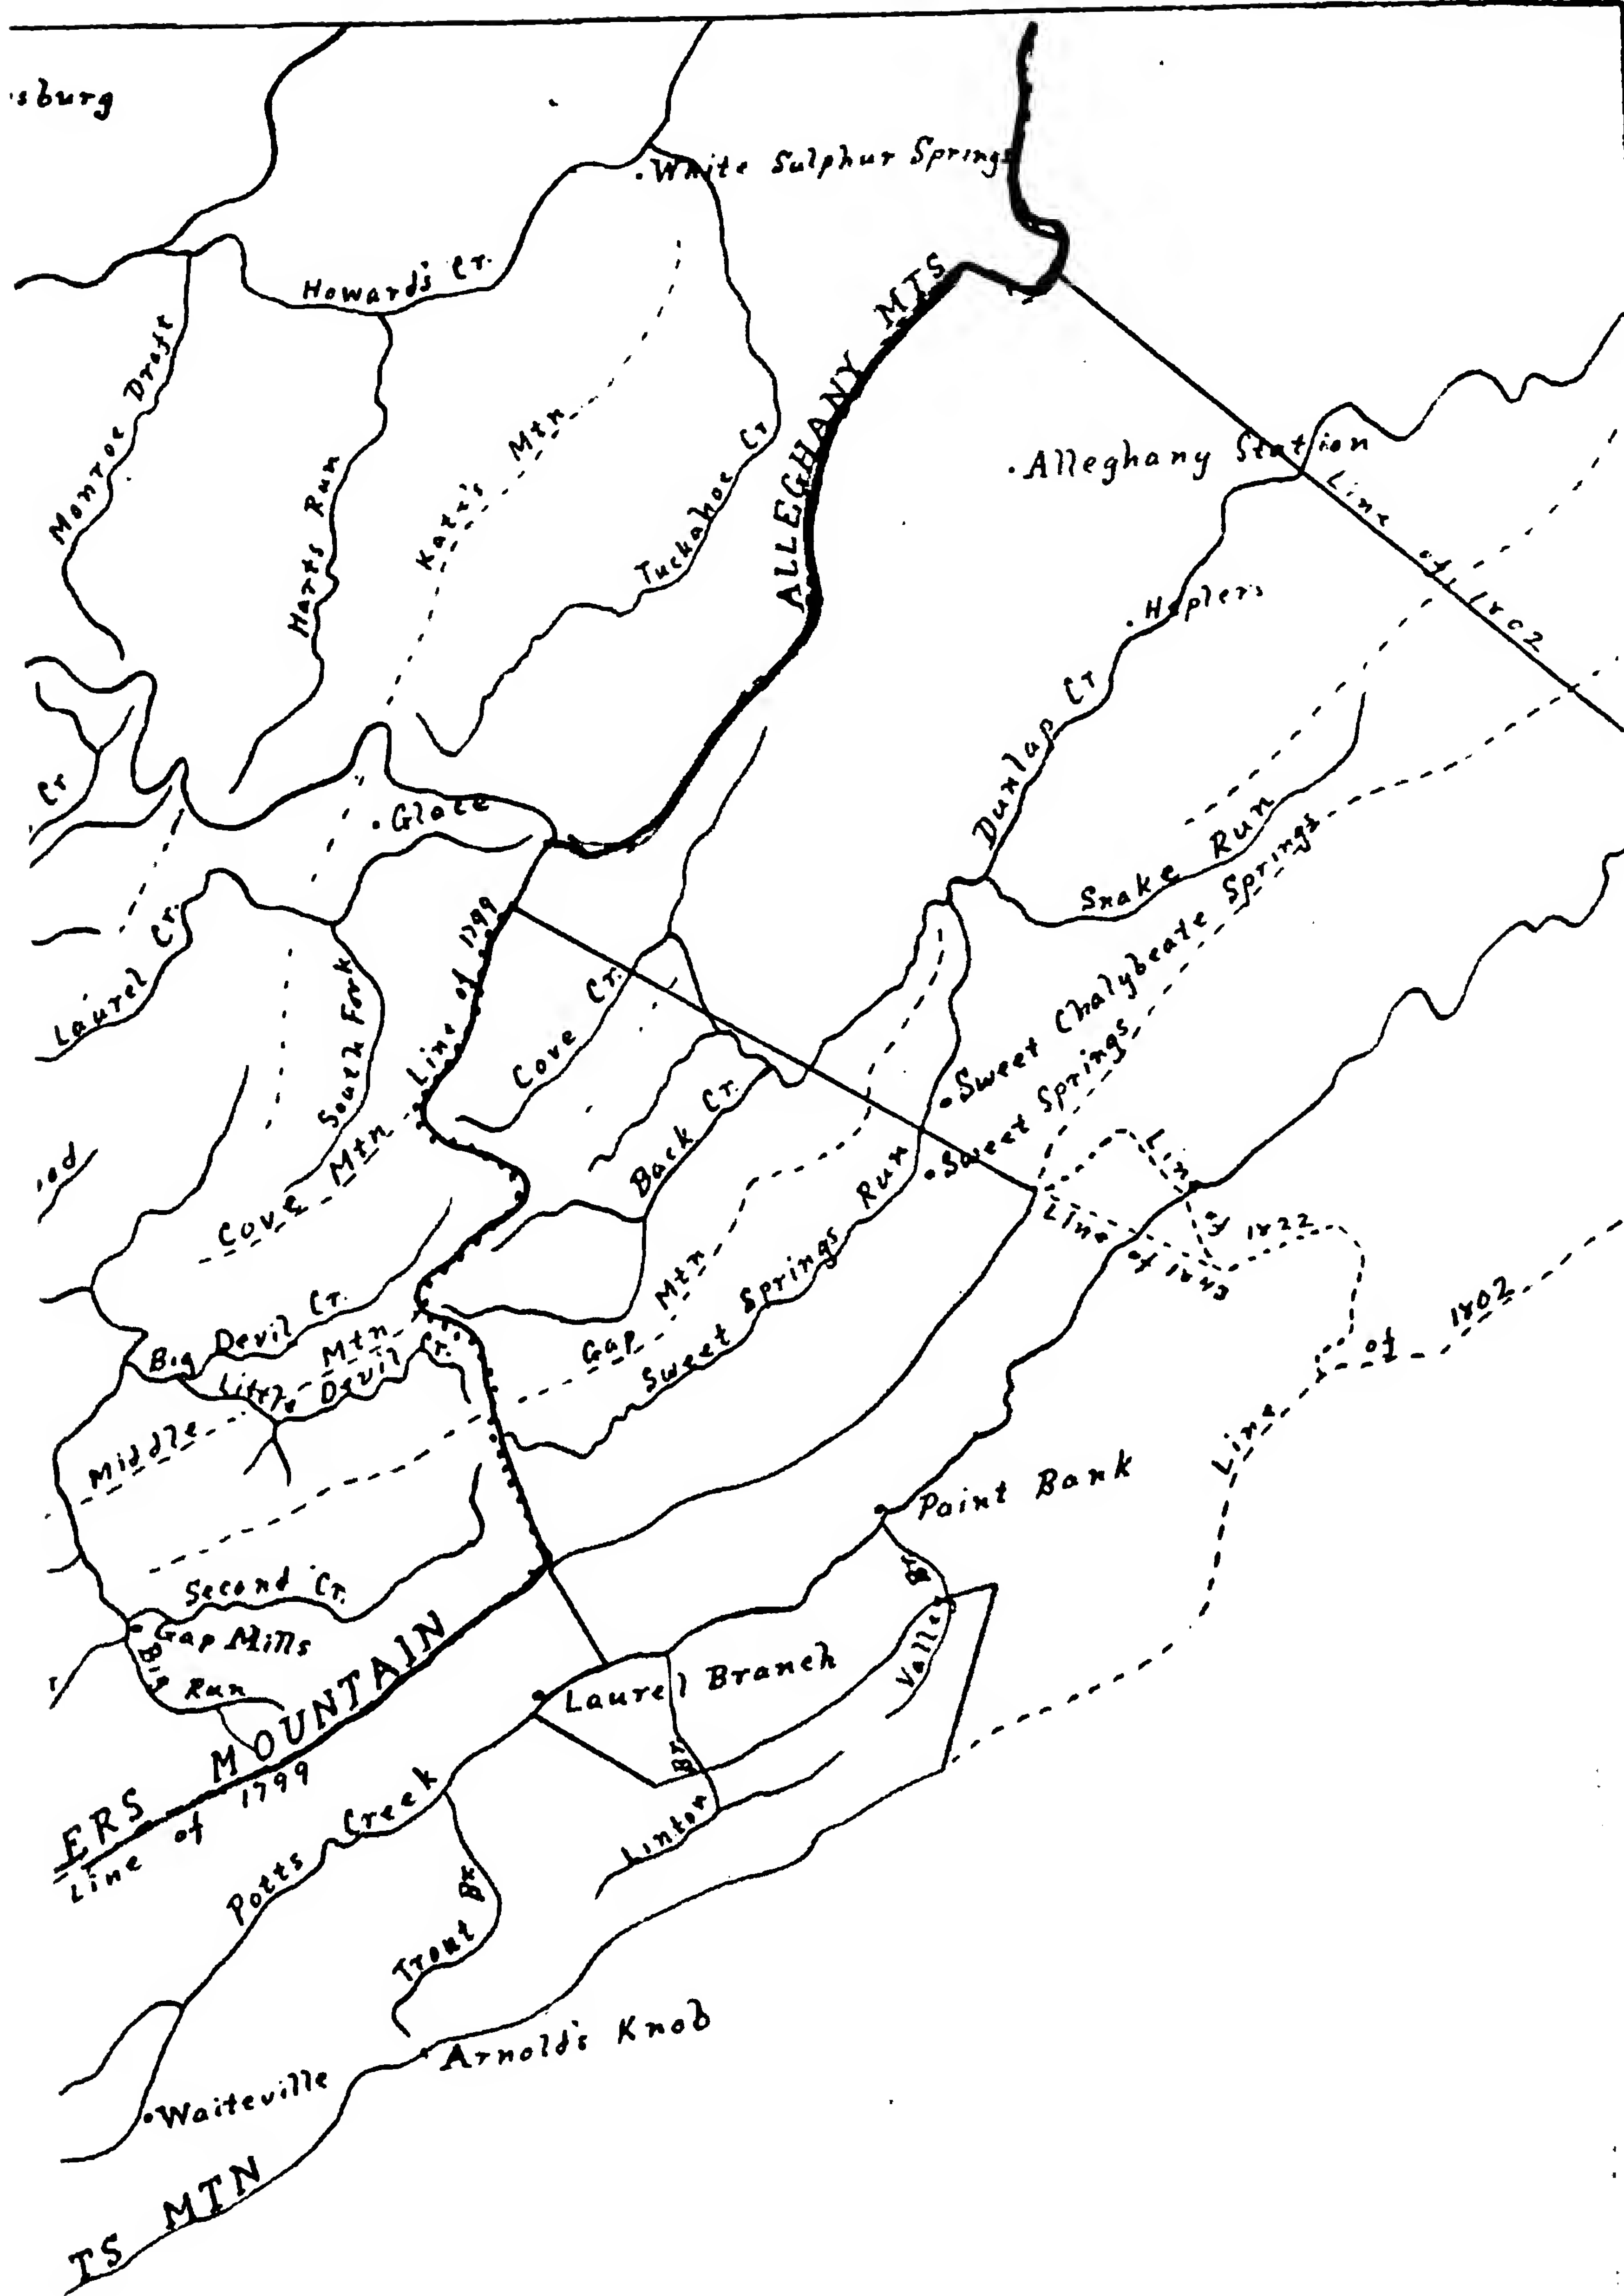 sburg
White Sulphur Springs
Howard's Cr.
ALLEGHANY MTS
Monroe Draft
Harts Run
Kate's Mtn
Tuckahoe Cr
Alleghany Station
Line of 1802
Heplers
Dunlap Cr
Cr
Glace
Snake Run
Sweet Chalybeate Springs
Sweet Springs
Laurel Cr.
South Fork
Line of 1799
Cove Cr.
Back Cr.
Cove Mtn
Line of 1822
Line of 1843
Line of 1802
Sweet Springs Run
Gap Mtn
Big Devil Cr.
Little Devil Cr.
Middle Mtn
Paint Bank
Second Cr.
Gap Mills
Big Run
Valley Br
Laurel Branch
ERS MOUNTAIN
Line of 1799
Potts Creek
Linton Br
Trout Br
Arnold's Knob
Waiteville
TS MTN